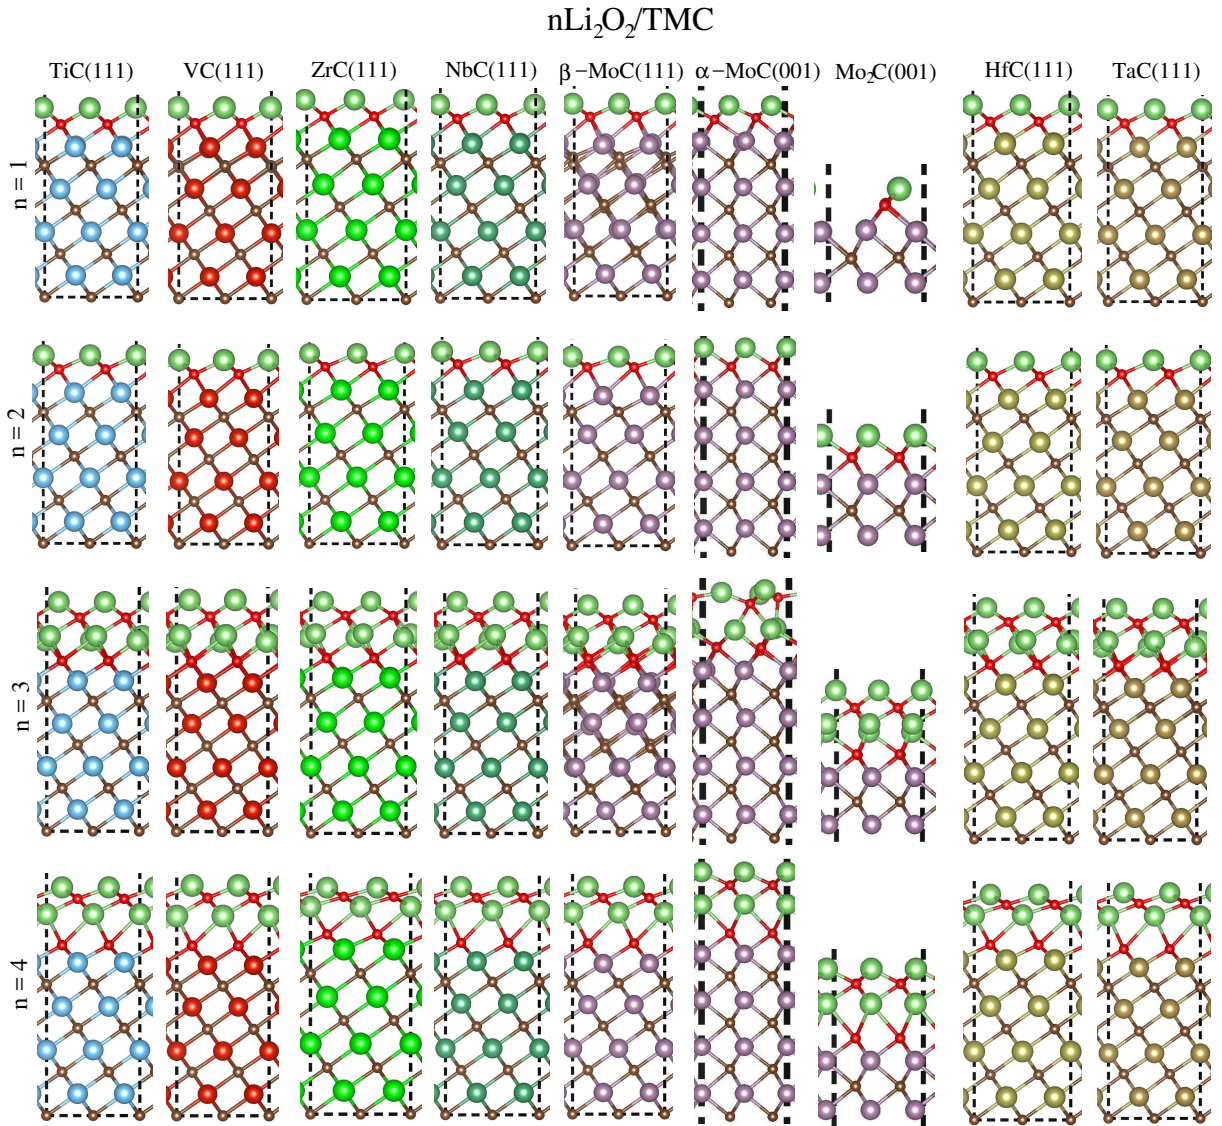 nLi₂O₂/TMC
TiC(111) VC(111) ZrC(111) NbC(111) β−MoC(111) α−MoC(001) Mo₂C(001) HfC(111) TaC(111)
n = 1
n = 2
n = 3
n = 4